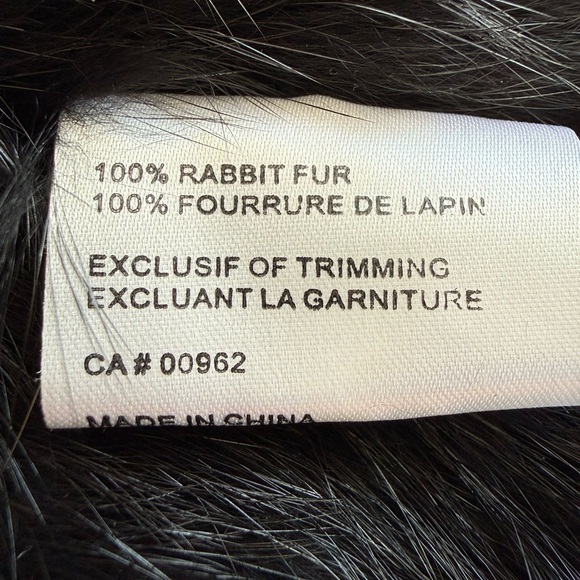 100% RABBIT FUR
100% FOURRURE DE LAPIN
EXCLUSIF OF TRIMMING
EXCLUANT LA GARNITURE
CA # 00962
MADE IN CHINA